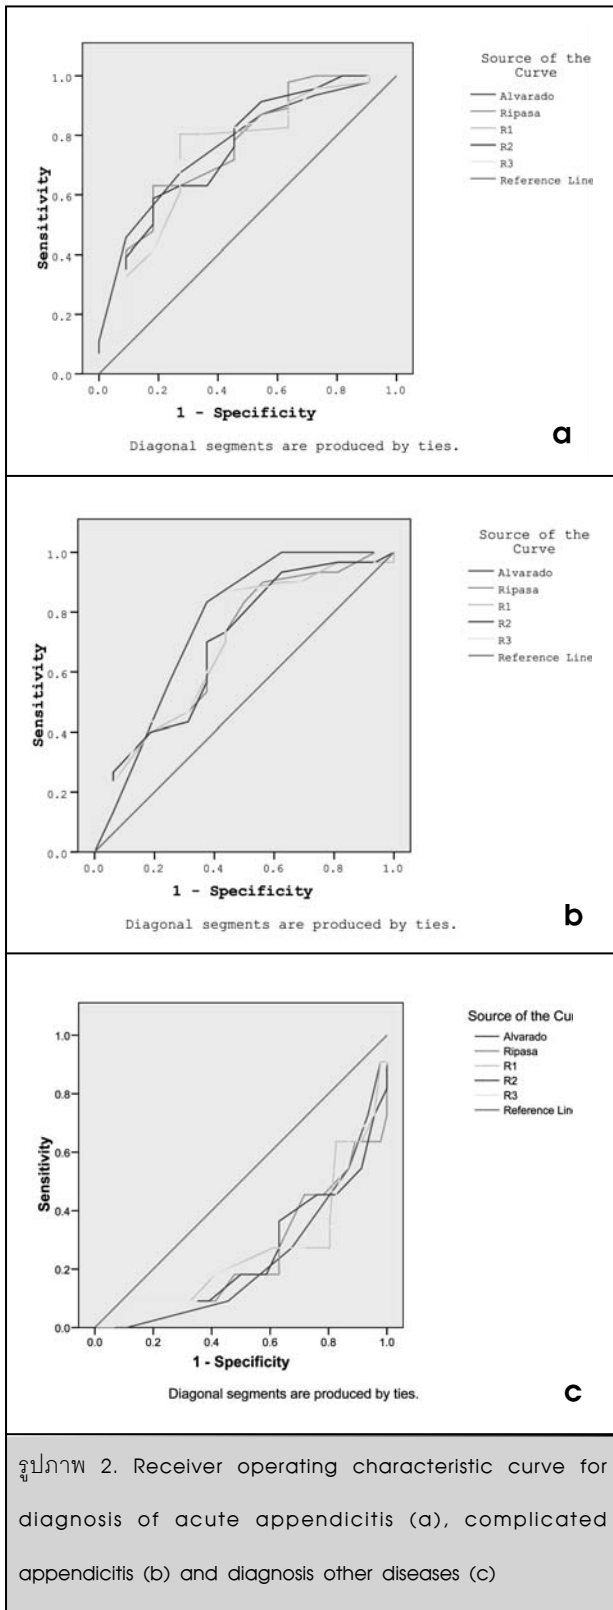 Source of the
Curve
Alvarado
Ripasa
R1
R2
R3
Reference Line
1.0
0.8
0.6
0.4
0.2
0.0
Sensitivity
0.0 0.2 0.4 0.6 0.8 1.0
1 - Specificity
Diagonal segments are produced by ties.
a
Source of the
Curve
Alvarado
Ripasa
R1
R2
R3
Reference Line
1.0
0.8
0.6
0.4
0.2
0.0
Sensitivity
0.0 0.2 0.4 0.6 0.8 1.0
1 - Specificity
Diagonal segments are produced by ties.
b
Source of the Cu
Alvarado
Ripasa
R1
R2
R3
Reference Lin
1.0
0.8
0.6
0.4
0.2
0.0
Sensitivity
0.0 0.2 0.4 0.6 0.8 1.0
1 - Specificity
Diagonal segments are produced by ties.
c
รูปภาพ 2. Receiver operating characteristic curve for
diagnosis of acute appendicitis (a), complicated
appendicitis (b) and diagnosis other diseases (c)